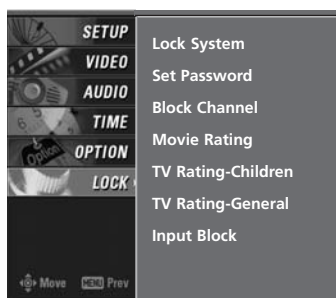 SETUP
VIDEO
AUDIO
TIME
OPTION
LOCK
Lock System
Set Password
Block Channel
Movie Rating
TV Rating-Children
TV Rating-General
Input Block
Move MENU Prev